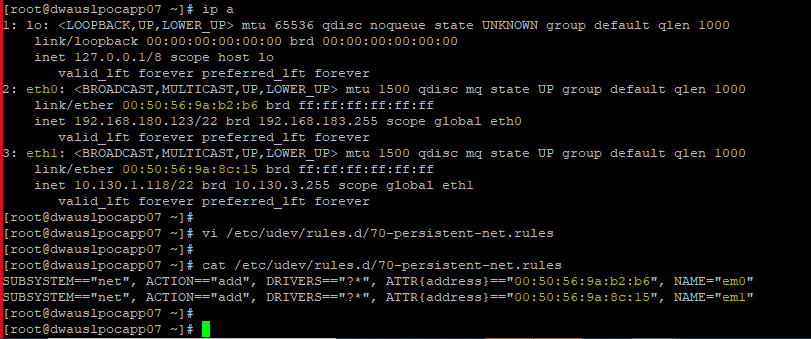 [root@dwauslpocapp07 ~]# ip a
1: lo: <LOOPBACK,UP,LOWER_UP> mtu 65536 qdisc noqueue state UNKNOWN group default qlen 1000
    link/loopback 00:00:00:00:00:00 brd 00:00:00:00:00:00
    inet 127.0.0.1/8 scope host lo
       valid_lft forever preferred_lft forever
2: eth0: <BROADCAST,MULTICAST,UP,LOWER_UP> mtu 1500 qdisc mq state UP group default qlen 1000
    link/ether 00:50:56:9a:b2:b6 brd ff:ff:ff:ff:ff:ff
    inet 192.168.180.123/22 brd 192.168.183.255 scope global eth0
       valid_lft forever preferred_lft forever
3: eth1: <BROADCAST,MULTICAST,UP,LOWER_UP> mtu 1500 qdisc mq state UP group default qlen 1000
    link/ether 00:50:56:9a:8c:15 brd ff:ff:ff:ff:ff:ff
    inet 10.130.1.118/22 brd 10.130.3.255 scope global eth1
       valid_lft forever preferred_lft forever
[root@dwauslpocapp07 ~]#
[root@dwauslpocapp07 ~]# vi /etc/udev/rules.d/70-persistent-net.rules
[root@dwauslpocapp07 ~]#
[root@dwauslpocapp07 ~]# cat /etc/udev/rules.d/70-persistent-net.rules
SUBSYSTEM=="net", ACTION=="add", DRIVERS=="?*", ATTR{address}=="00:50:56:9a:b2:b6", NAME="em0"
SUBSYSTEM=="net", ACTION=="add", DRIVERS=="?*", ATTR{address}=="00:50:56:9a:8c:15", NAME="em1"
[root@dwauslpocapp07 ~]#
[root@dwauslpocapp07 ~]#